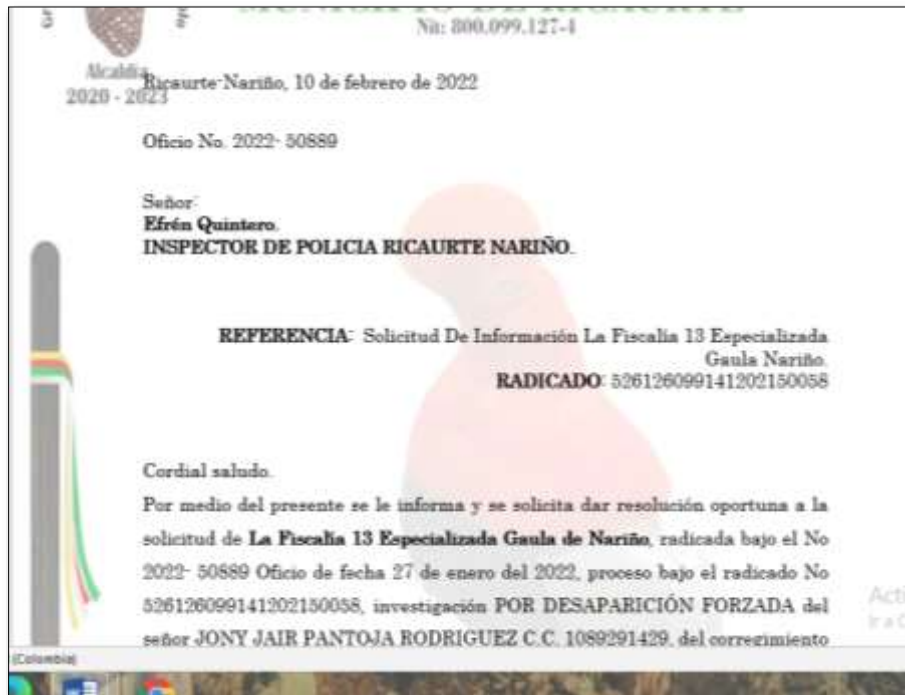 MUNICIPIO DE RICAURTE
Nit: 800.099.127-4
Alcaldía
2020 - 2023
Ricaurte-Nariño, 10 de febrero de 2022
Oficio No. 2022- 50889
Señor:
Efrén Quintero.
INSPECTOR DE POLICIA RICAURTE NARIÑO.
REFERENCIA: Solicitud De Información La Fiscalía 13 Especializada
Gaula Nariño.
RADICADO: 526126099141202150058
Cordial saludo.
Por medio del presente se le informa y se solicita dar resolución oportuna a la
solicitud de La Fiscalía 13 Especializada Gaula de Nariño, radicada bajo el No
2022- 50889 Oficio de fecha 27 de enero del 2022, proceso bajo el radicado No
526126099141202150058, investigación POR DESAPARICIÓN FORZADA del
señor JONY JAIR PANTOJA RODRIGUEZ C.C. 1089291429, del corregimiento
(Colombia)